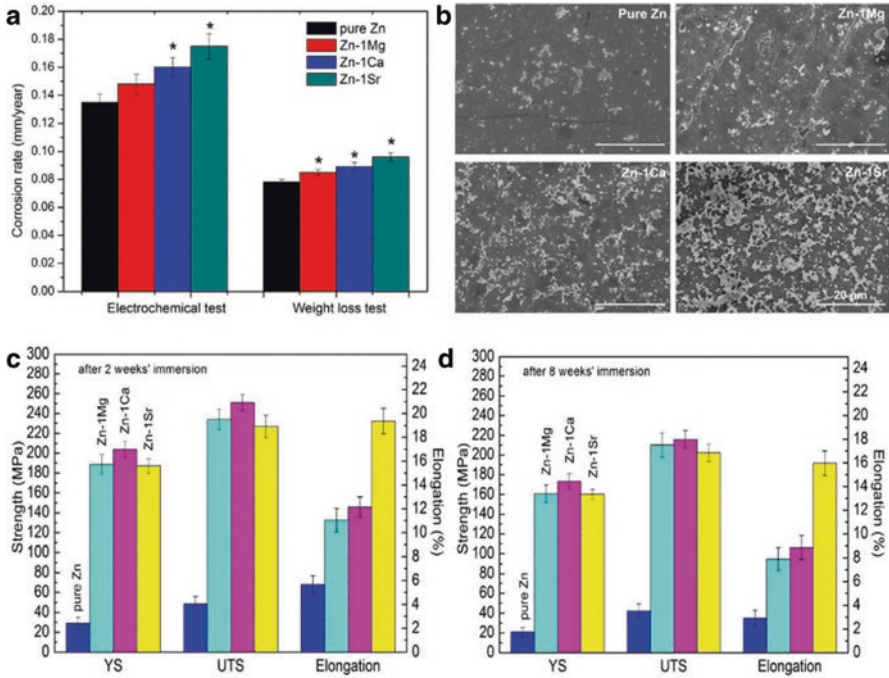 a
0.20
0.18
0.16
0.14
0.12
0.10
0.08
0.06
0.04
0.02
0.00
Corrosion rate (mm/year)
pure Zn
Zn-1Mg
Zn-1Ca
Zn-1Sr
* *
* * *
Electrochemical test
Weight loss test
b
Pure Zn
Zn-1Mg
Zn-1Ca
Zn-1Sr
20 μm
c
after 2 weeks' immersion
300
280
260
240
220
200
180
160
140
120
100
80
60
40
20
0
Strength (MPa)
pure Zn
Zn-1Mg
Zn-1Ca
Zn-1Sr
YS
UTS
Elongation
24
22
20
18
16
14
12
10
8
6
4
2
0
Elongation (%)
d
after 8 weeks' immersion
300
280
260
240
220
200
180
160
140
120
100
80
60
40
20
0
Strength (MPa)
pure Zn
Zn-1Mg
Zn-1Ca
Zn-1Sr
YS
UTS
Elongation
24
22
20
18
16
14
12
10
8
6
4
2
0
Elongation (%)